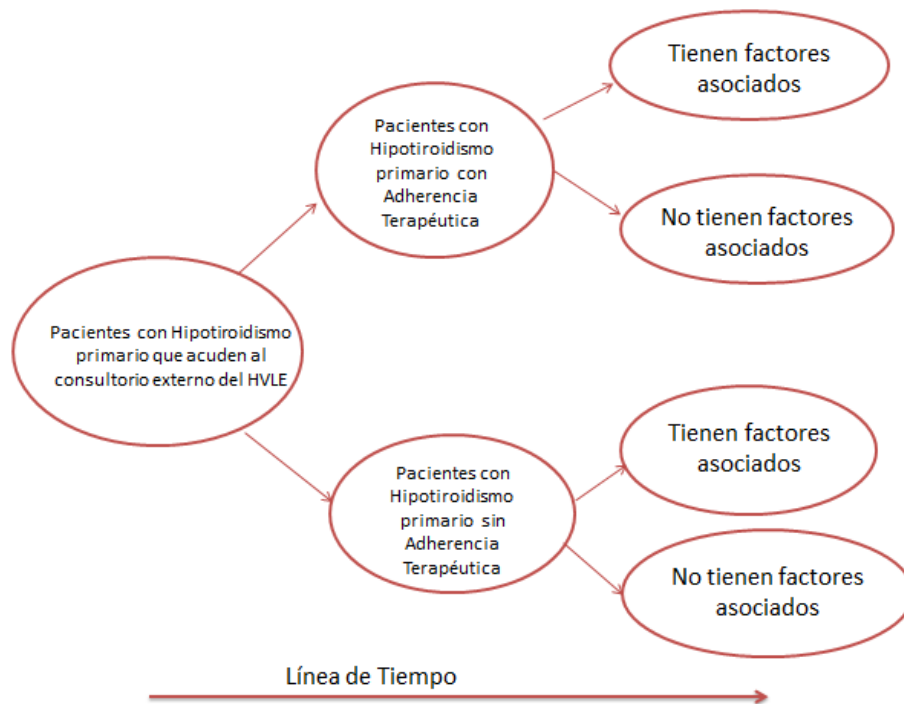 Tienen factores
asociados
Pacientes con
Hipotiroidismo
primario con
Adherencia
Terapéutica
No tienen factores
asociados
Pacientes con Hipotiroidismo
primario que acuden al
consultorio externo del HVLE
Tienen factores
asociados
Pacientes con
Hipotiroidismo
primario sin
Adherencia
Terapéutica
No tienen factores
asociados
Línea de Tiempo